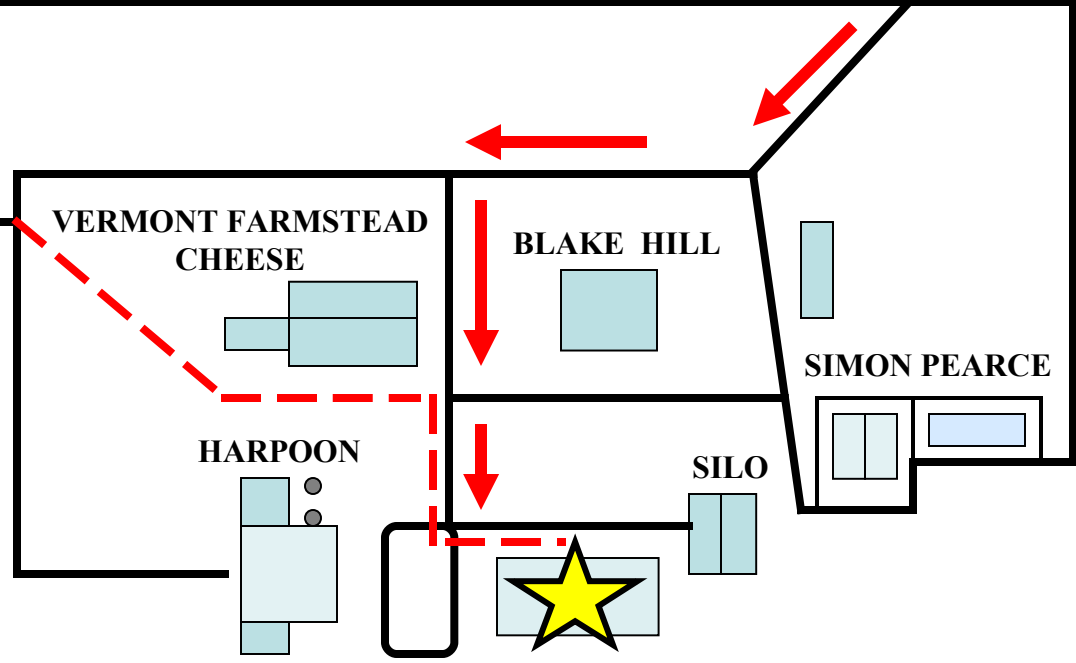 VERMONT FARMSTEAD
CHEESE
BLAKE HILL
SIMON PEARCE
HARPOON
SILO